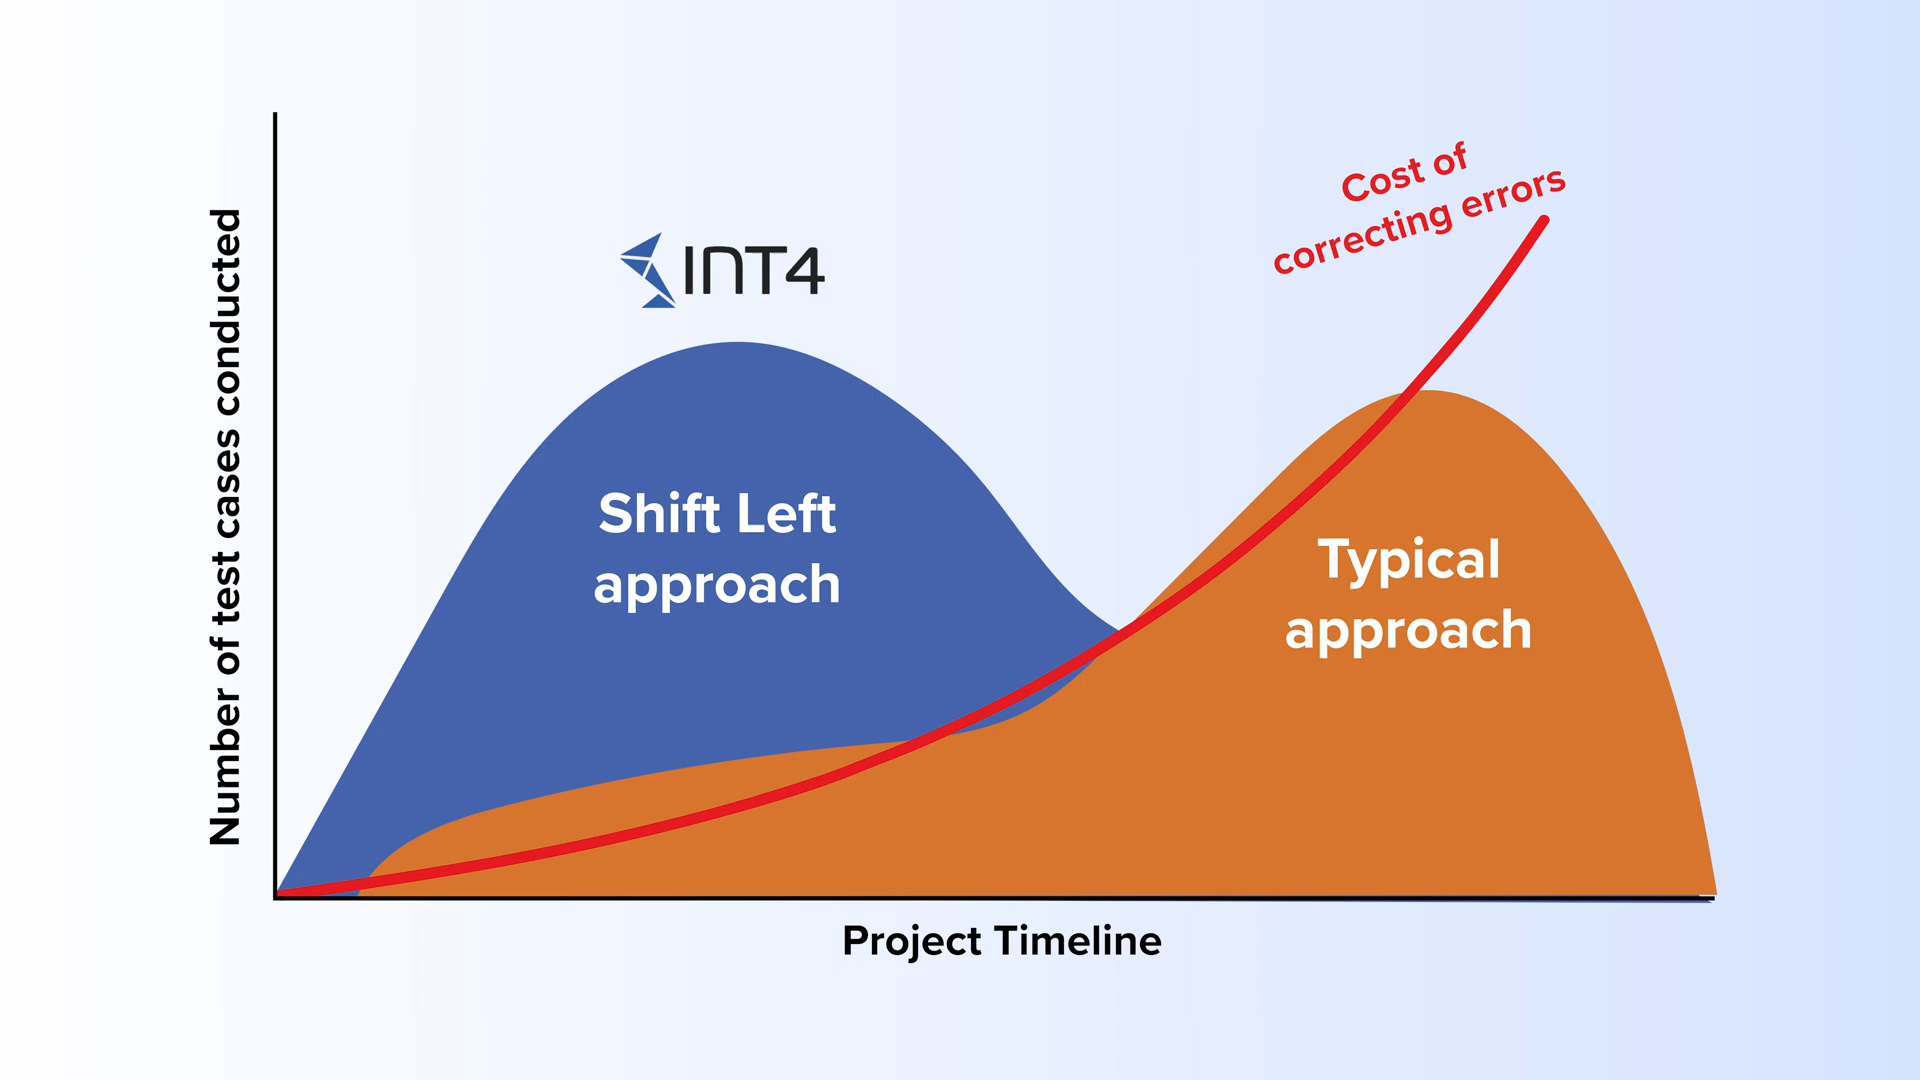 Number of test cases conducted
INT4
Shift Left
approach
Cost of
correcting errors
Typical
approach
Project Timeline